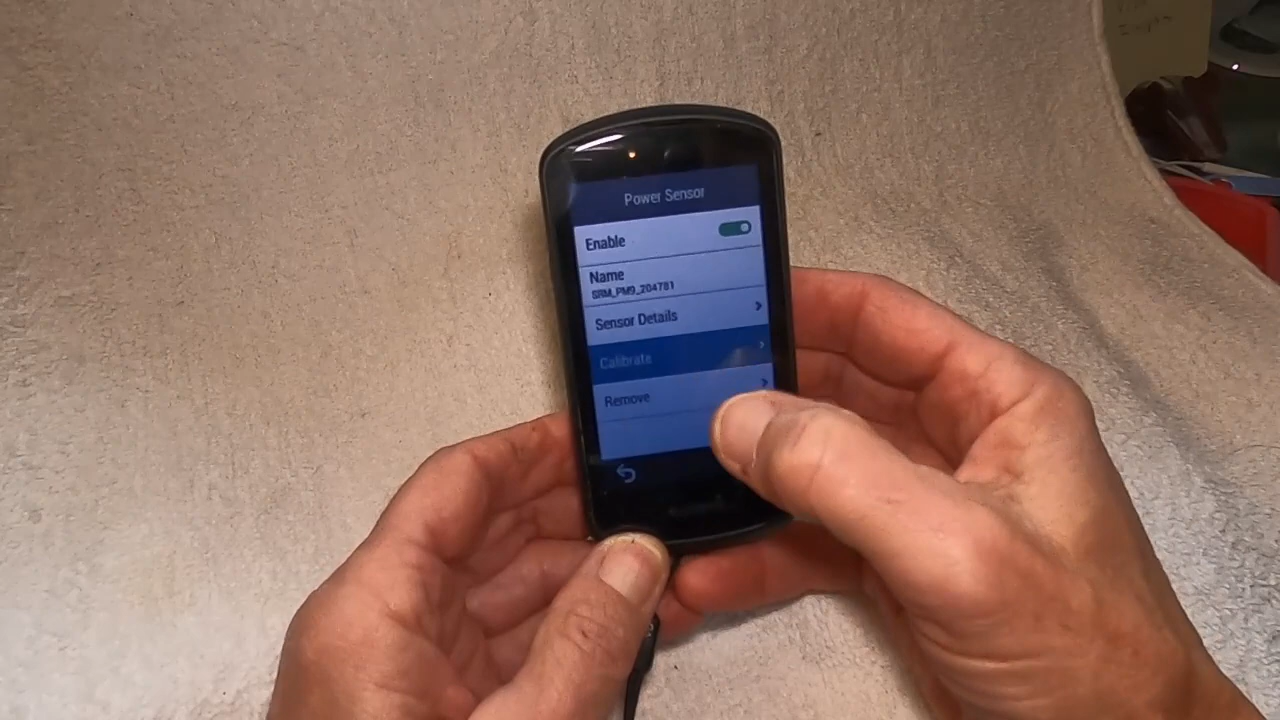 Power Sensor
Enable
Name
SRM_PM9_204781
Sensor Details
Calibrate
Remove